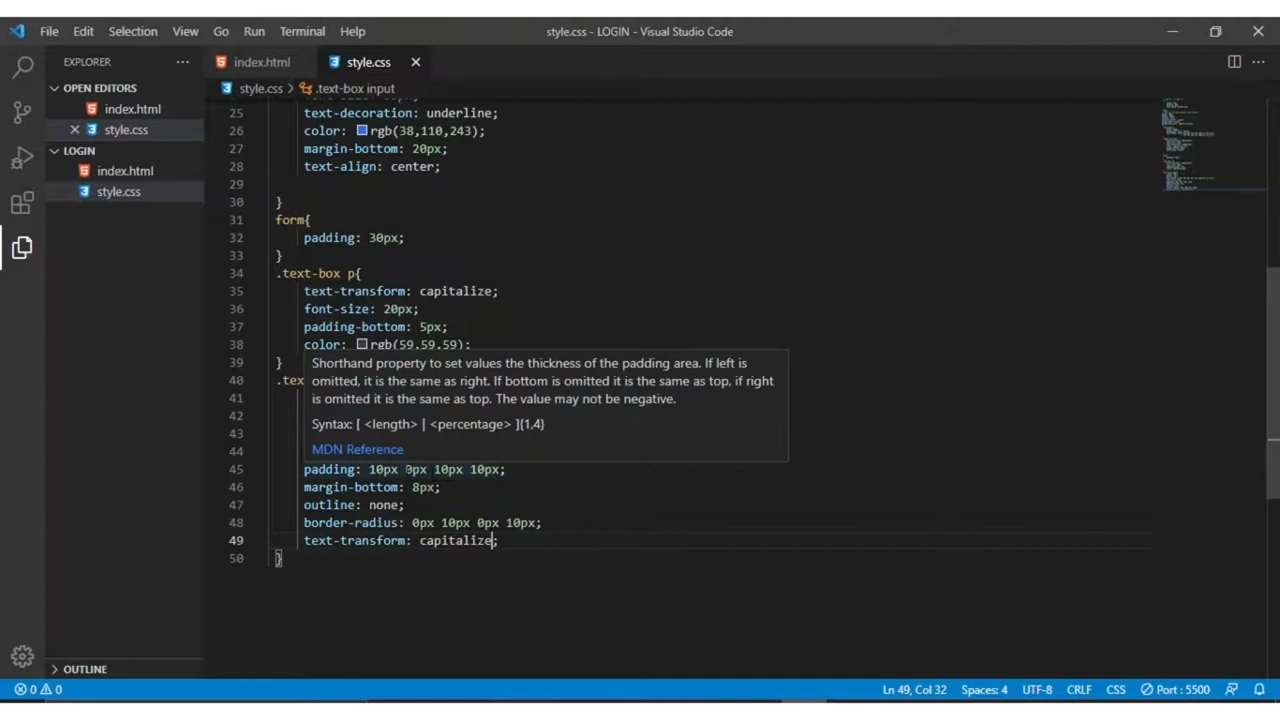 File Edit Selection View Go Run Terminal Help
style.css - LOGIN - Visual Studio Code
EXPLORER
OPEN EDITORS
index.html
style.css
LOGIN
index.html
style.css
OUTLINE
index.html style.css
style.css > .text-box input
25 text-decoration: underline;
26 color: rgb(38,110,243);
27 margin-bottom: 20px;
28 text-align: center;
29
30 }
31 form{
32 padding: 30px;
33 }
34 .text-box p{
35 text-transform: capitalize;
36 font-size: 20px;
37 padding-bottom: 5px;
38 color: rgb(59,59,59);
39 }
40 .tex
41
42
43
44
Shorthand property to set values the thickness of the padding area. If left is
omitted, it is the same as right. If bottom is omitted it is the same as top, if right
is omitted it is the same as top. The value may not be negative.
Syntax: [ <length> | <percentage> ]{1,4}
MDN Reference
45 padding: 10px 0px 10px 10px;
46 margin-bottom: 8px;
47 outline: none;
48 border-radius: 0px 10px 0px 10px;
49 text-transform: capitalize;
50 }
0 0
Ln 49, Col 32 Spaces: 4 UTF-8 CRLF CSS Port : 5500